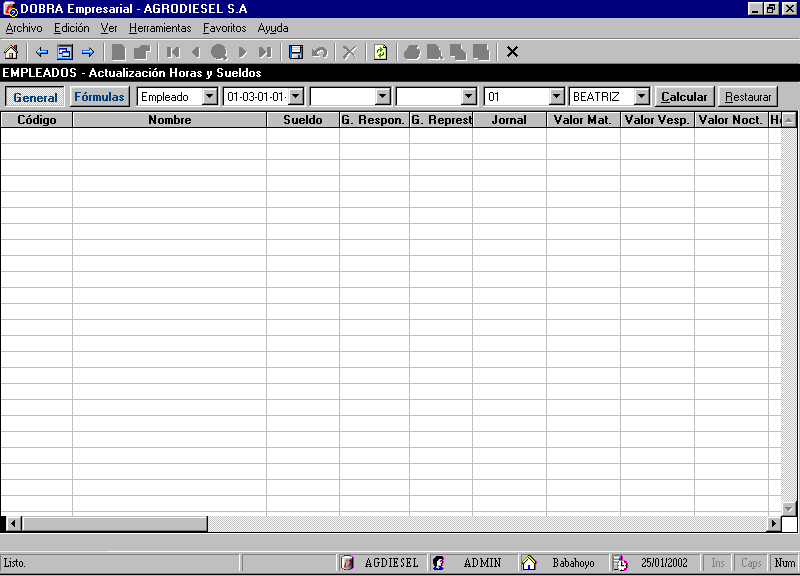 DOBRA Empresarial - AGRODIESEL S.A
Archivo Edición Ver Herramientas Favoritos Ayuda
EMPLEADOS - Actualización Horas y Sueldos
General Fórmulas Empleado 01-03-01-01- 01 BEATRIZ Calcular Restaurar
Código Nombre Sueldo G. Respon. G. Represt Jornal Valor Mat. Valor Vesp. Valor Noct.
Listo. AGDIESEL ADMIN Babahoyo 25/01/2002 Ins Caps Num